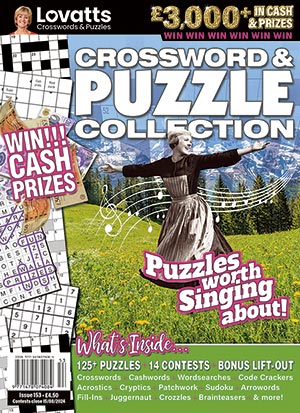 Lovatts
Crosswords & Puzzles
£3,000+ IN CASH & PRIZES
WIN WIN WIN WIN WIN WIN
CROSSWORD &
PUZZLE
COLLECTION
WIN!!!
CASH
PRIZES
Puzzles
worth
Singing
about!
What's Inside...
125+ PUZZLES 14 CONTESTS BONUS LIFT-OUT
Crosswords Cashwords Wordsearches Code Crackers
Acrostics Cryptics Patchwork Sudoku Arrowords
Fill-Ins Juggernaut Crozzles Brainteasers & more!
Issue 153 - £4.50
Contests close 15/08/2024